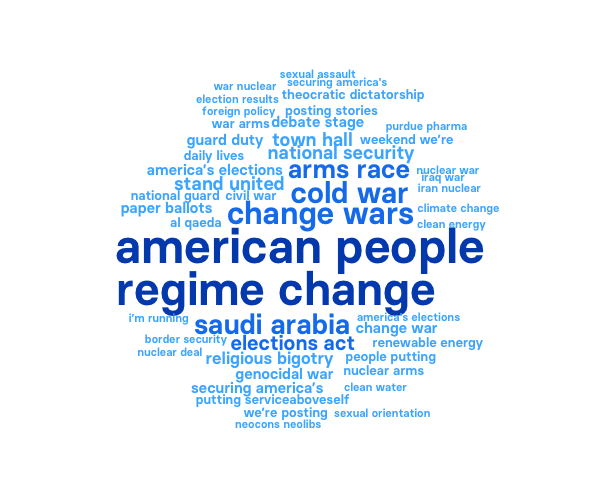 sexual assault
war nuclear securing america's
election results theocratic dictatorship
foreign policy posting stories
war arms debate stage purdue pharma
guard duty town hall weekend we're
daily lives national security
america's elections arms race nuclear war
stand united iraq war
national guard civil war cold war iran nuclear
paper ballots change wars climate change
al qaeda clean energy
american people
regime change
i'm running saudi arabia america's elections
change war
border security elections act renewable energy
nuclear deal religious bigotry people putting
genocidal war nuclear arms
securing america’s clean water
putting serviceaboveself
we’re posting sexual orientation
neocons neolibs